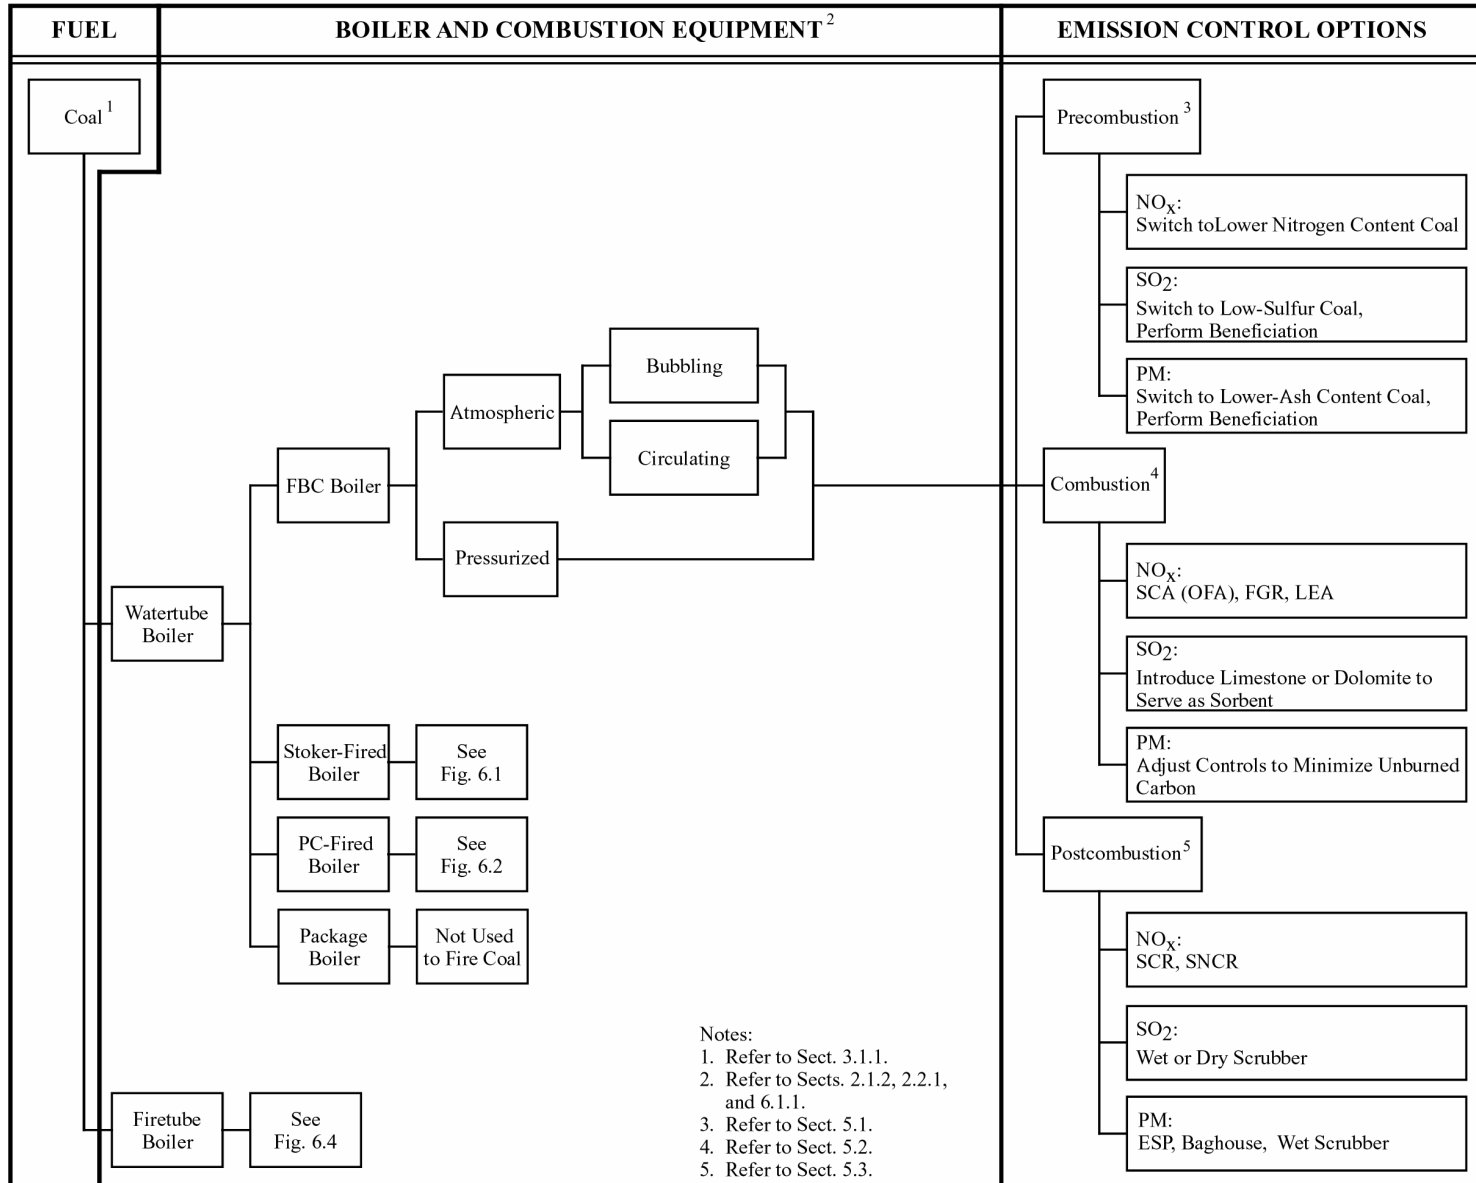 FUEL
BOILER AND COMBUSTION EQUIPMENT 2
EMISSION CONTROL OPTIONS
Coal 1
Watertube
Boiler
FBC Boiler
Atmospheric
Bubbling
Circulating
Pressurized
Stoker-Fired
Boiler
See
Fig. 6.1
PC-Fired
Boiler
See
Fig. 6.2
Package
Boiler
Not Used
to Fire Coal
Firetube
Boiler
See
Fig. 6.4
Notes:
1. Refer to Sect. 3.1.1.
2. Refer to Sects. 2.1.2, 2.2.1,
and 6.1.1.
3. Refer to Sect. 5.1.
4. Refer to Sect. 5.2.
5. Refer to Sect. 5.3.
Precombustion 3
NOx:
Switch toLower Nitrogen Content Coal
SO2:
Switch to Low-Sulfur Coal,
Perform Beneficiation
PM:
Switch to Lower-Ash Content Coal,
Perform Beneficiation
Combustion 4
NOx:
SCA (OFA), FGR, LEA
SO2:
Introduce Limestone or Dolomite to
Serve as Sorbent
PM:
Adjust Controls to Minimize Unburned
Carbon
Postcombustion 5
NOx:
SCR, SNCR
SO2:
Wet or Dry Scrubber
PM:
ESP, Baghouse, Wet Scrubber